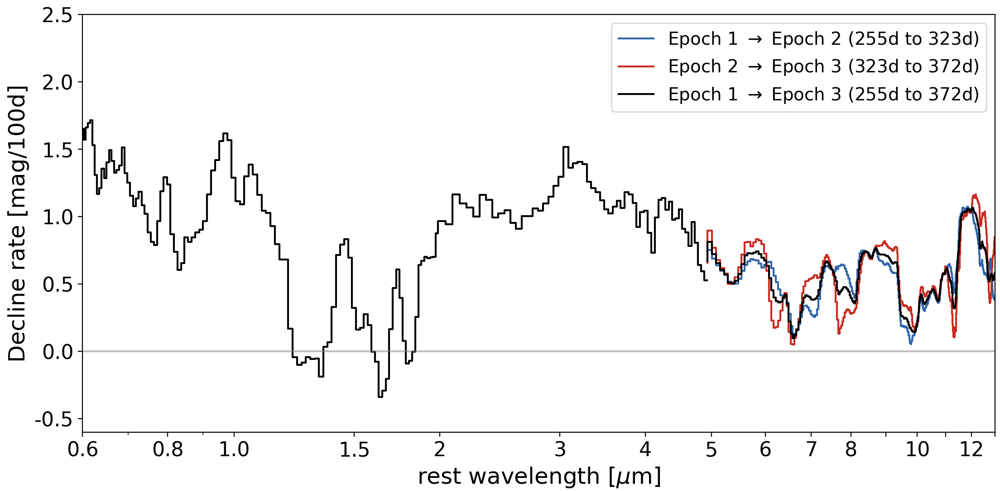 Decline rate [mag/100d]
2.5
2.0
1.5
1.0
0.5
0.0
-0.5
Epoch 1 → Epoch 2 (255d to 323d)
Epoch 2 → Epoch 3 (323d to 372d)
Epoch 1 → Epoch 3 (255d to 372d)
0.6 0.8 1.0 1.5 2 3 4 5 6 7 8 10 12
rest wavelength [μm]